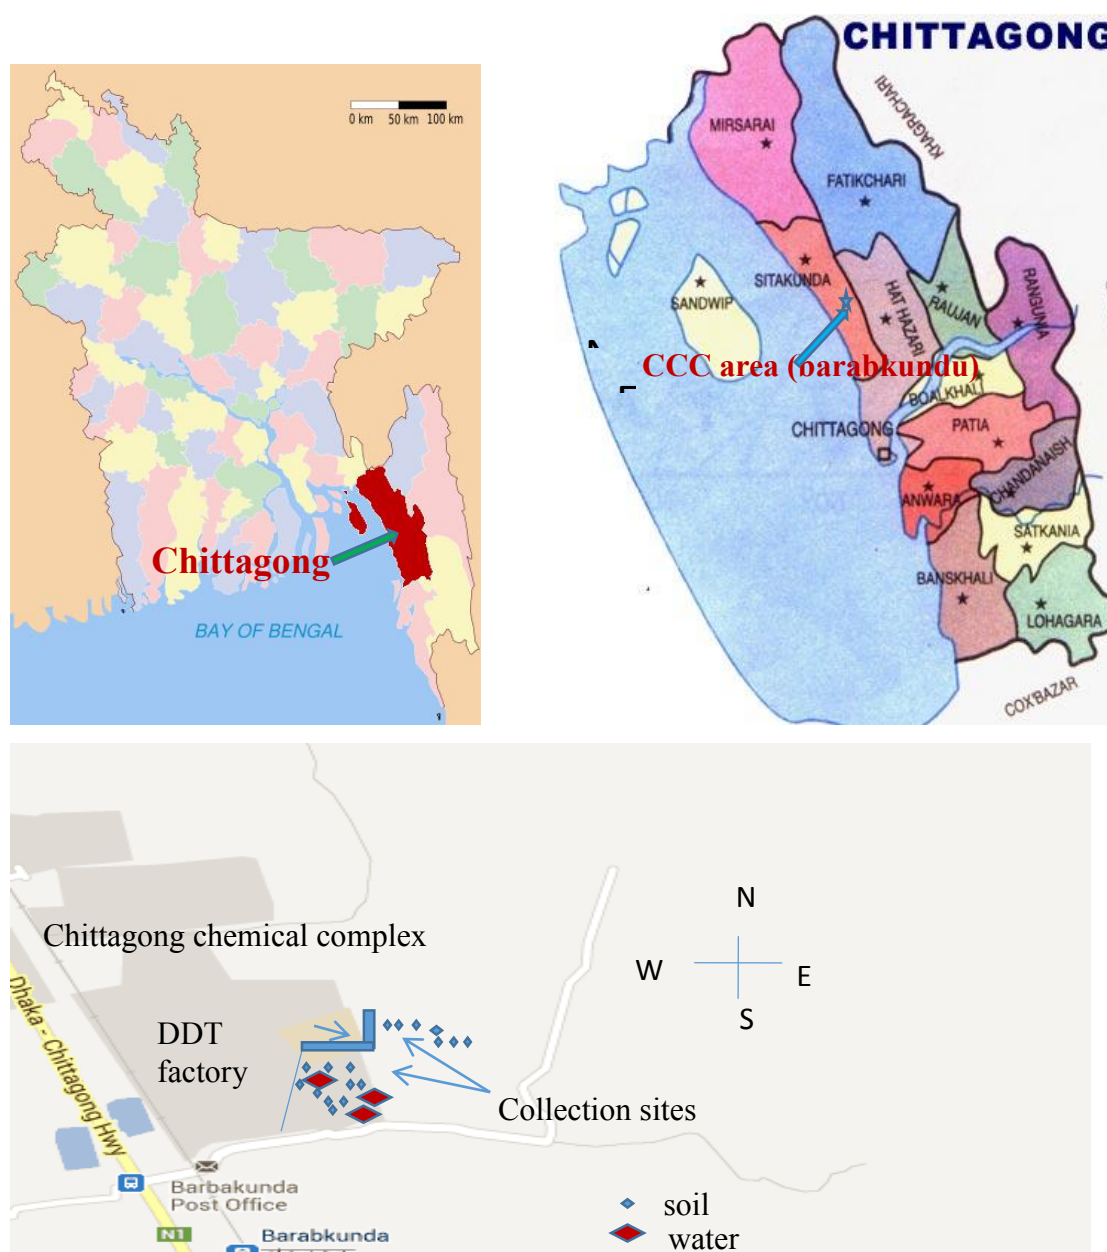 0 km 50 km 100 km
Chittagong
BAY OF BENGAL
CHITTAGONG
KHAGRACHARI
MIRSARAI
FATIKCHARI
SITAKUNDA
SANDWIP
HAT HAZARI
RAUJAN
RANGUNIA
CCC area (barabkundu)
BOALKHALI
CHITTAGONG
PATIA
CHANDANAISH
ANWARA
SATKANIA
BANSKHALI
LOHAGARA
COX'BAZAR
Chittagong chemical complex
N
W
E
S
Dhaka - Chittagong Hwy
DDT
factory
Collection sites
Barbakunda
Post Office
N1
Barabkunda
soil
water